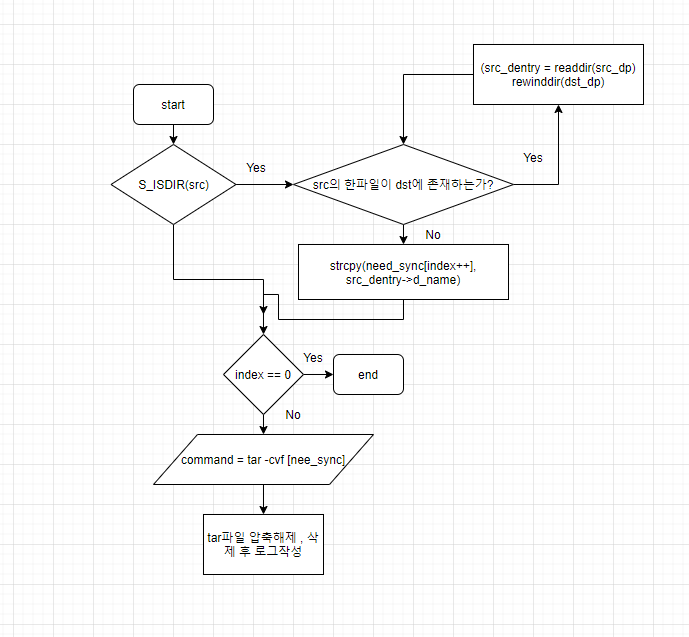 (src_dentry = readdir(src_dp)
rewinddir(dst_dp)
start
S_ISDIR(src)
Yes
src의 한파일이 dst에 존재하는가?
Yes
No
strcpy(need_sync[index++],
src_dentry->d_name)
index == 0
Yes
end
No
command = tar -cvf [nee_sync]
tar파일 압축해제 , 삭
제 후 로그작성